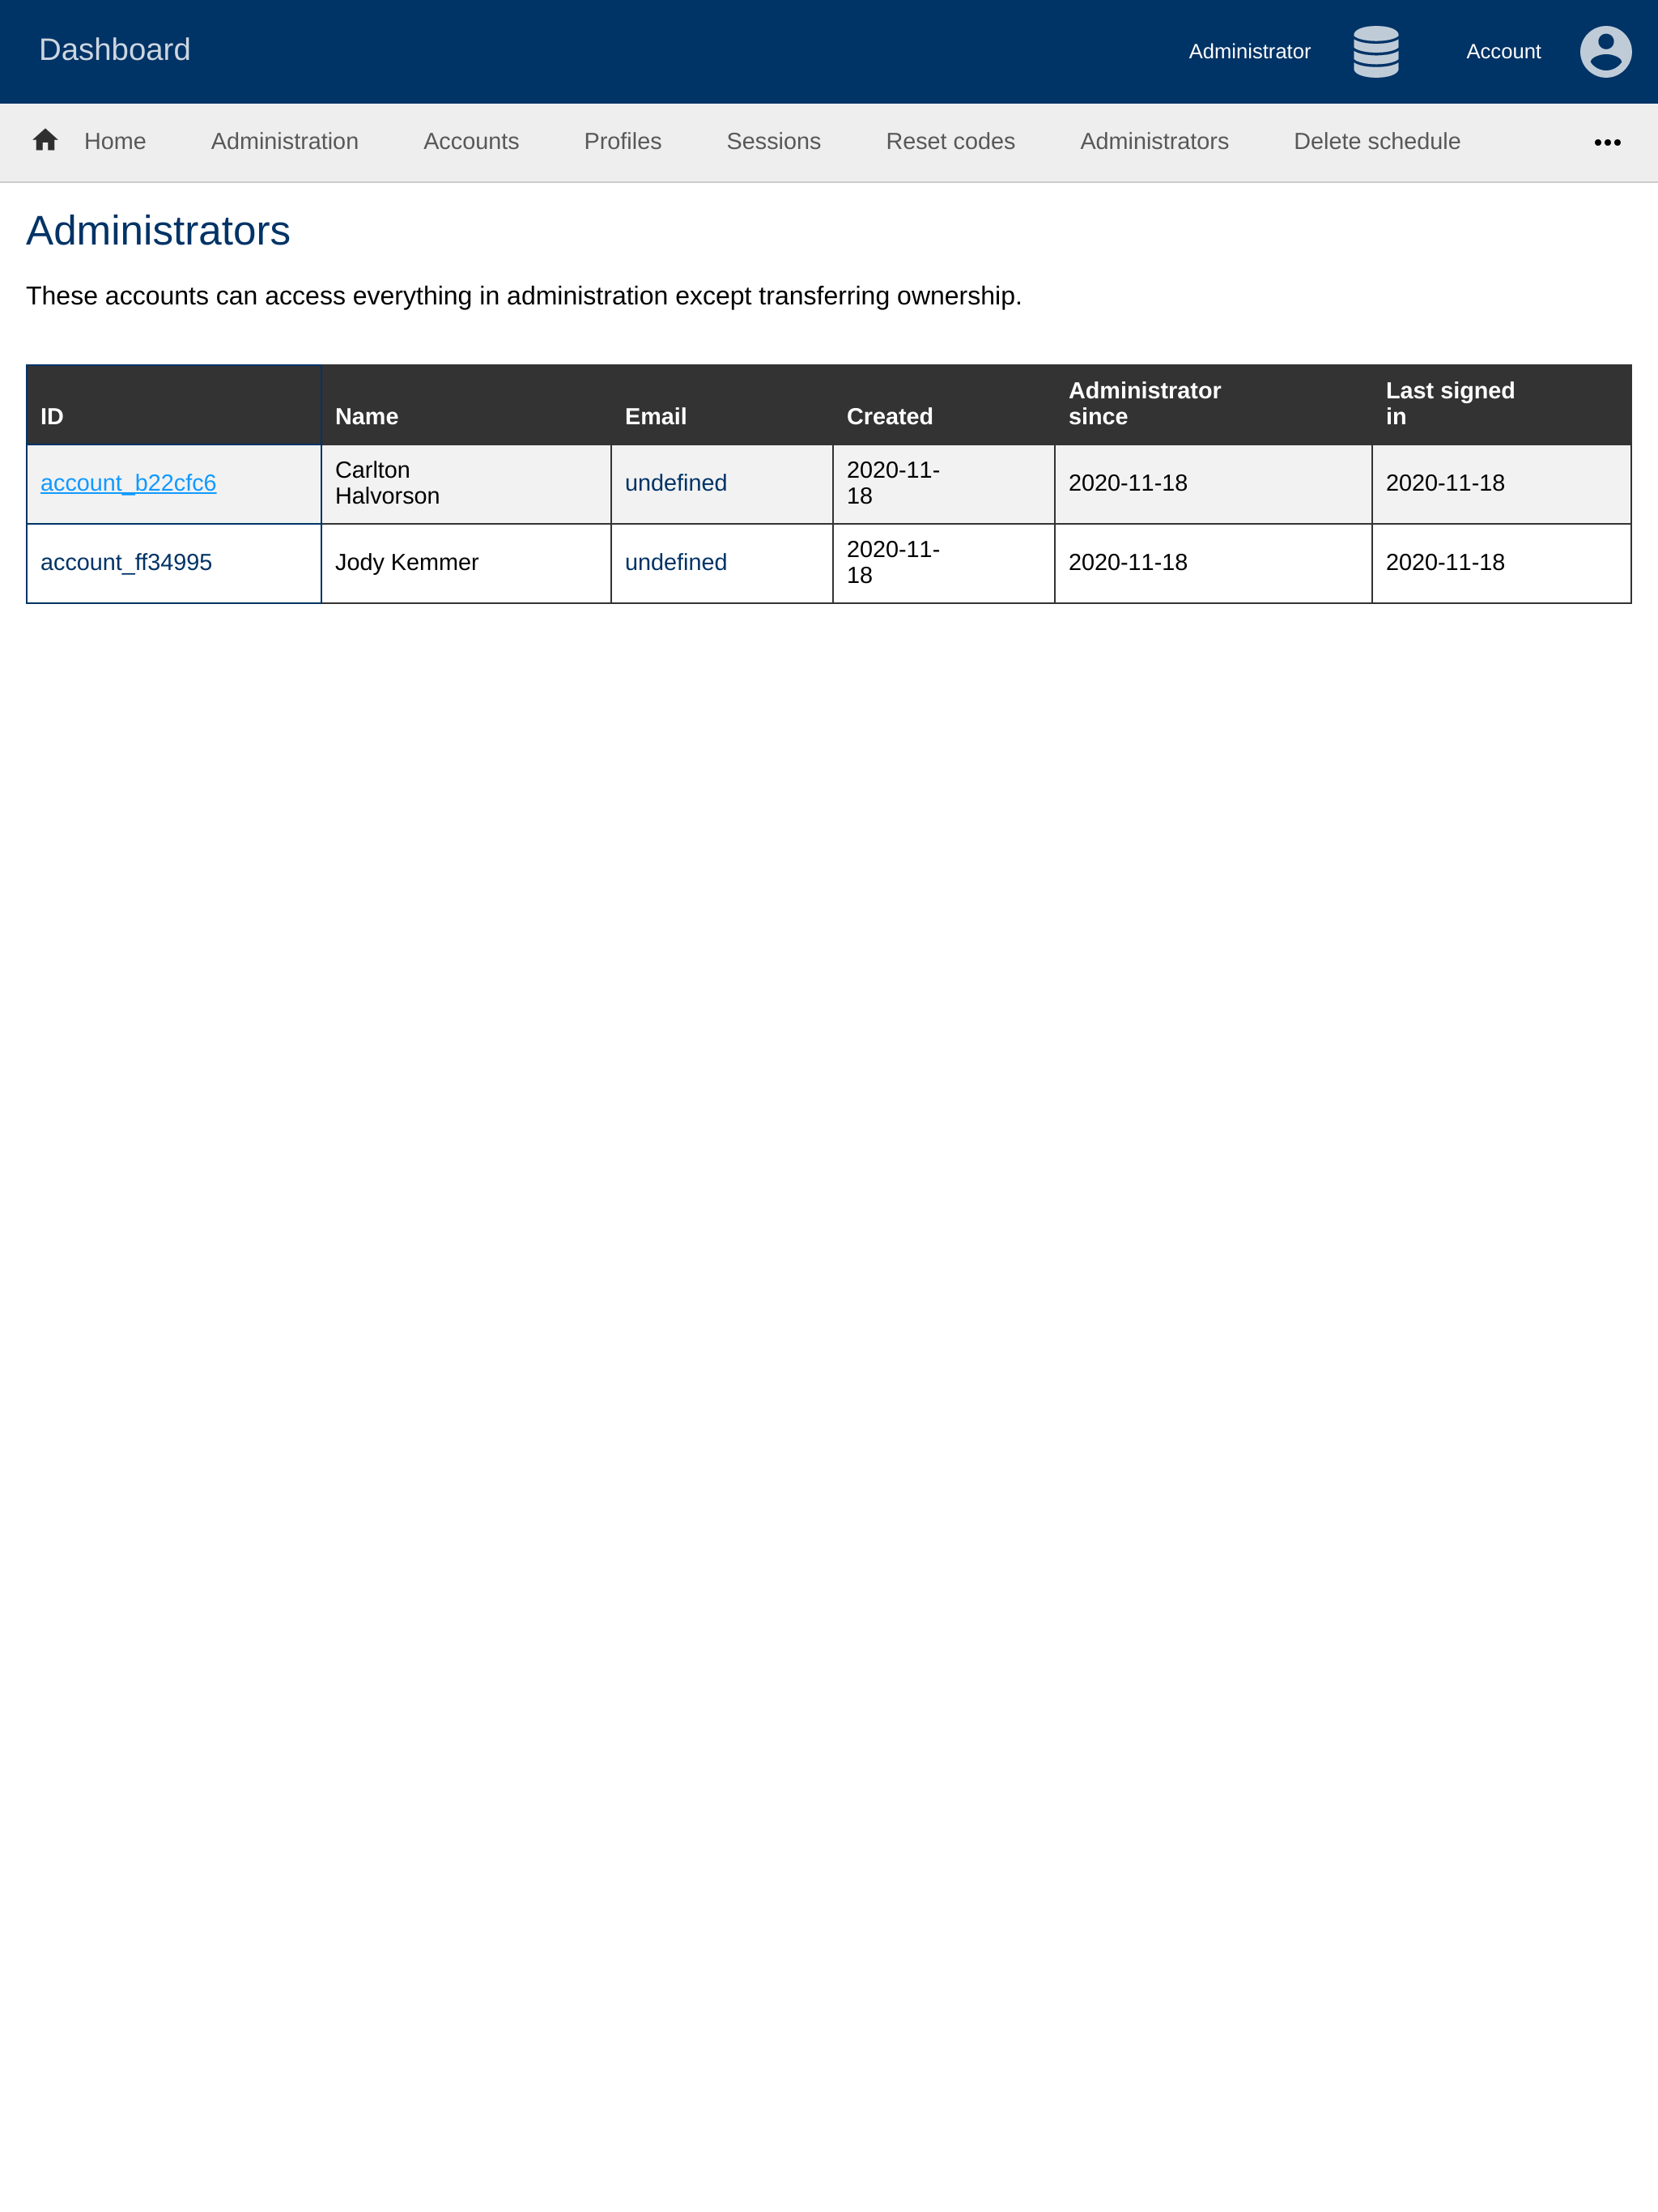 Dashboard
Administrator
Account
Home Administration Accounts Profiles Sessions Reset codes Administrators Delete schedule
Administrators
These accounts can access everything in administration except transferring ownership.
ID Name Email Created Administrator since Last signed in
account_b22cfc6 Carlton Halvorson undefined 2020-11-18 2020-11-18 2020-11-18
account_ff34995 Jody Kemmer undefined 2020-11-18 2020-11-18 2020-11-18